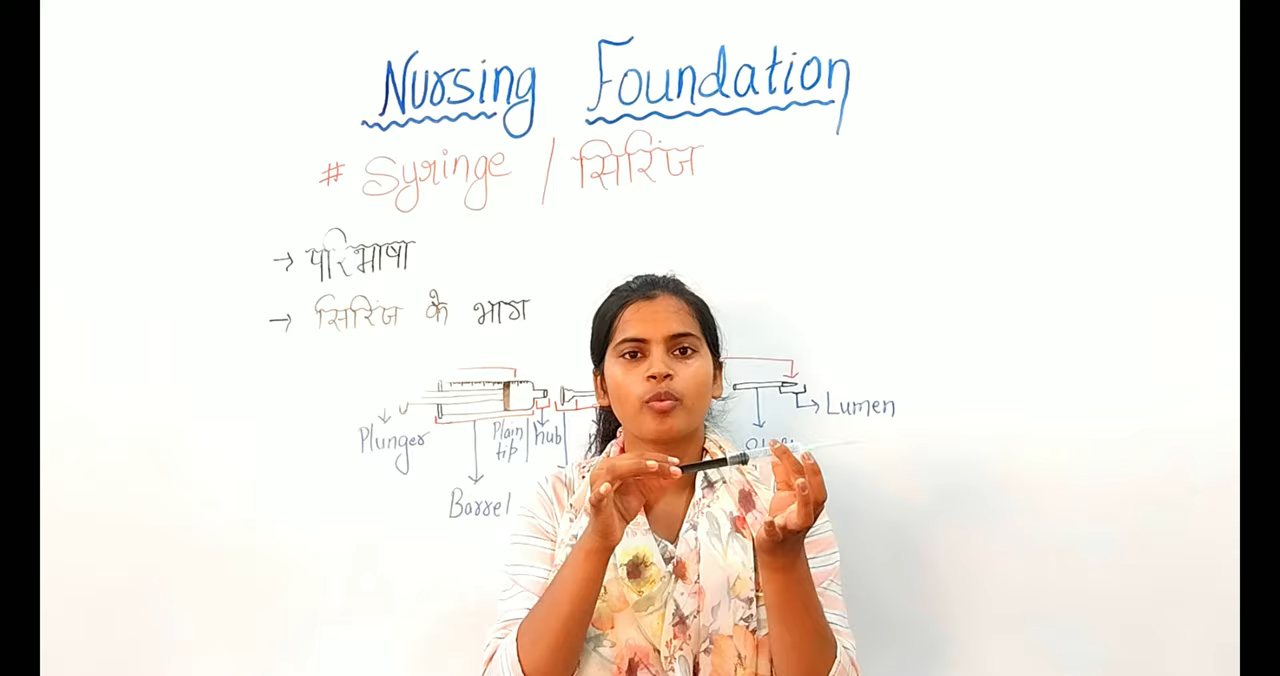 Nursing Foundation
# Syringe / सिरिंज
→ परिभाषा
→ सिरिंज के भाग
Lumen
Plunger
Plain tip
hub
Barrel